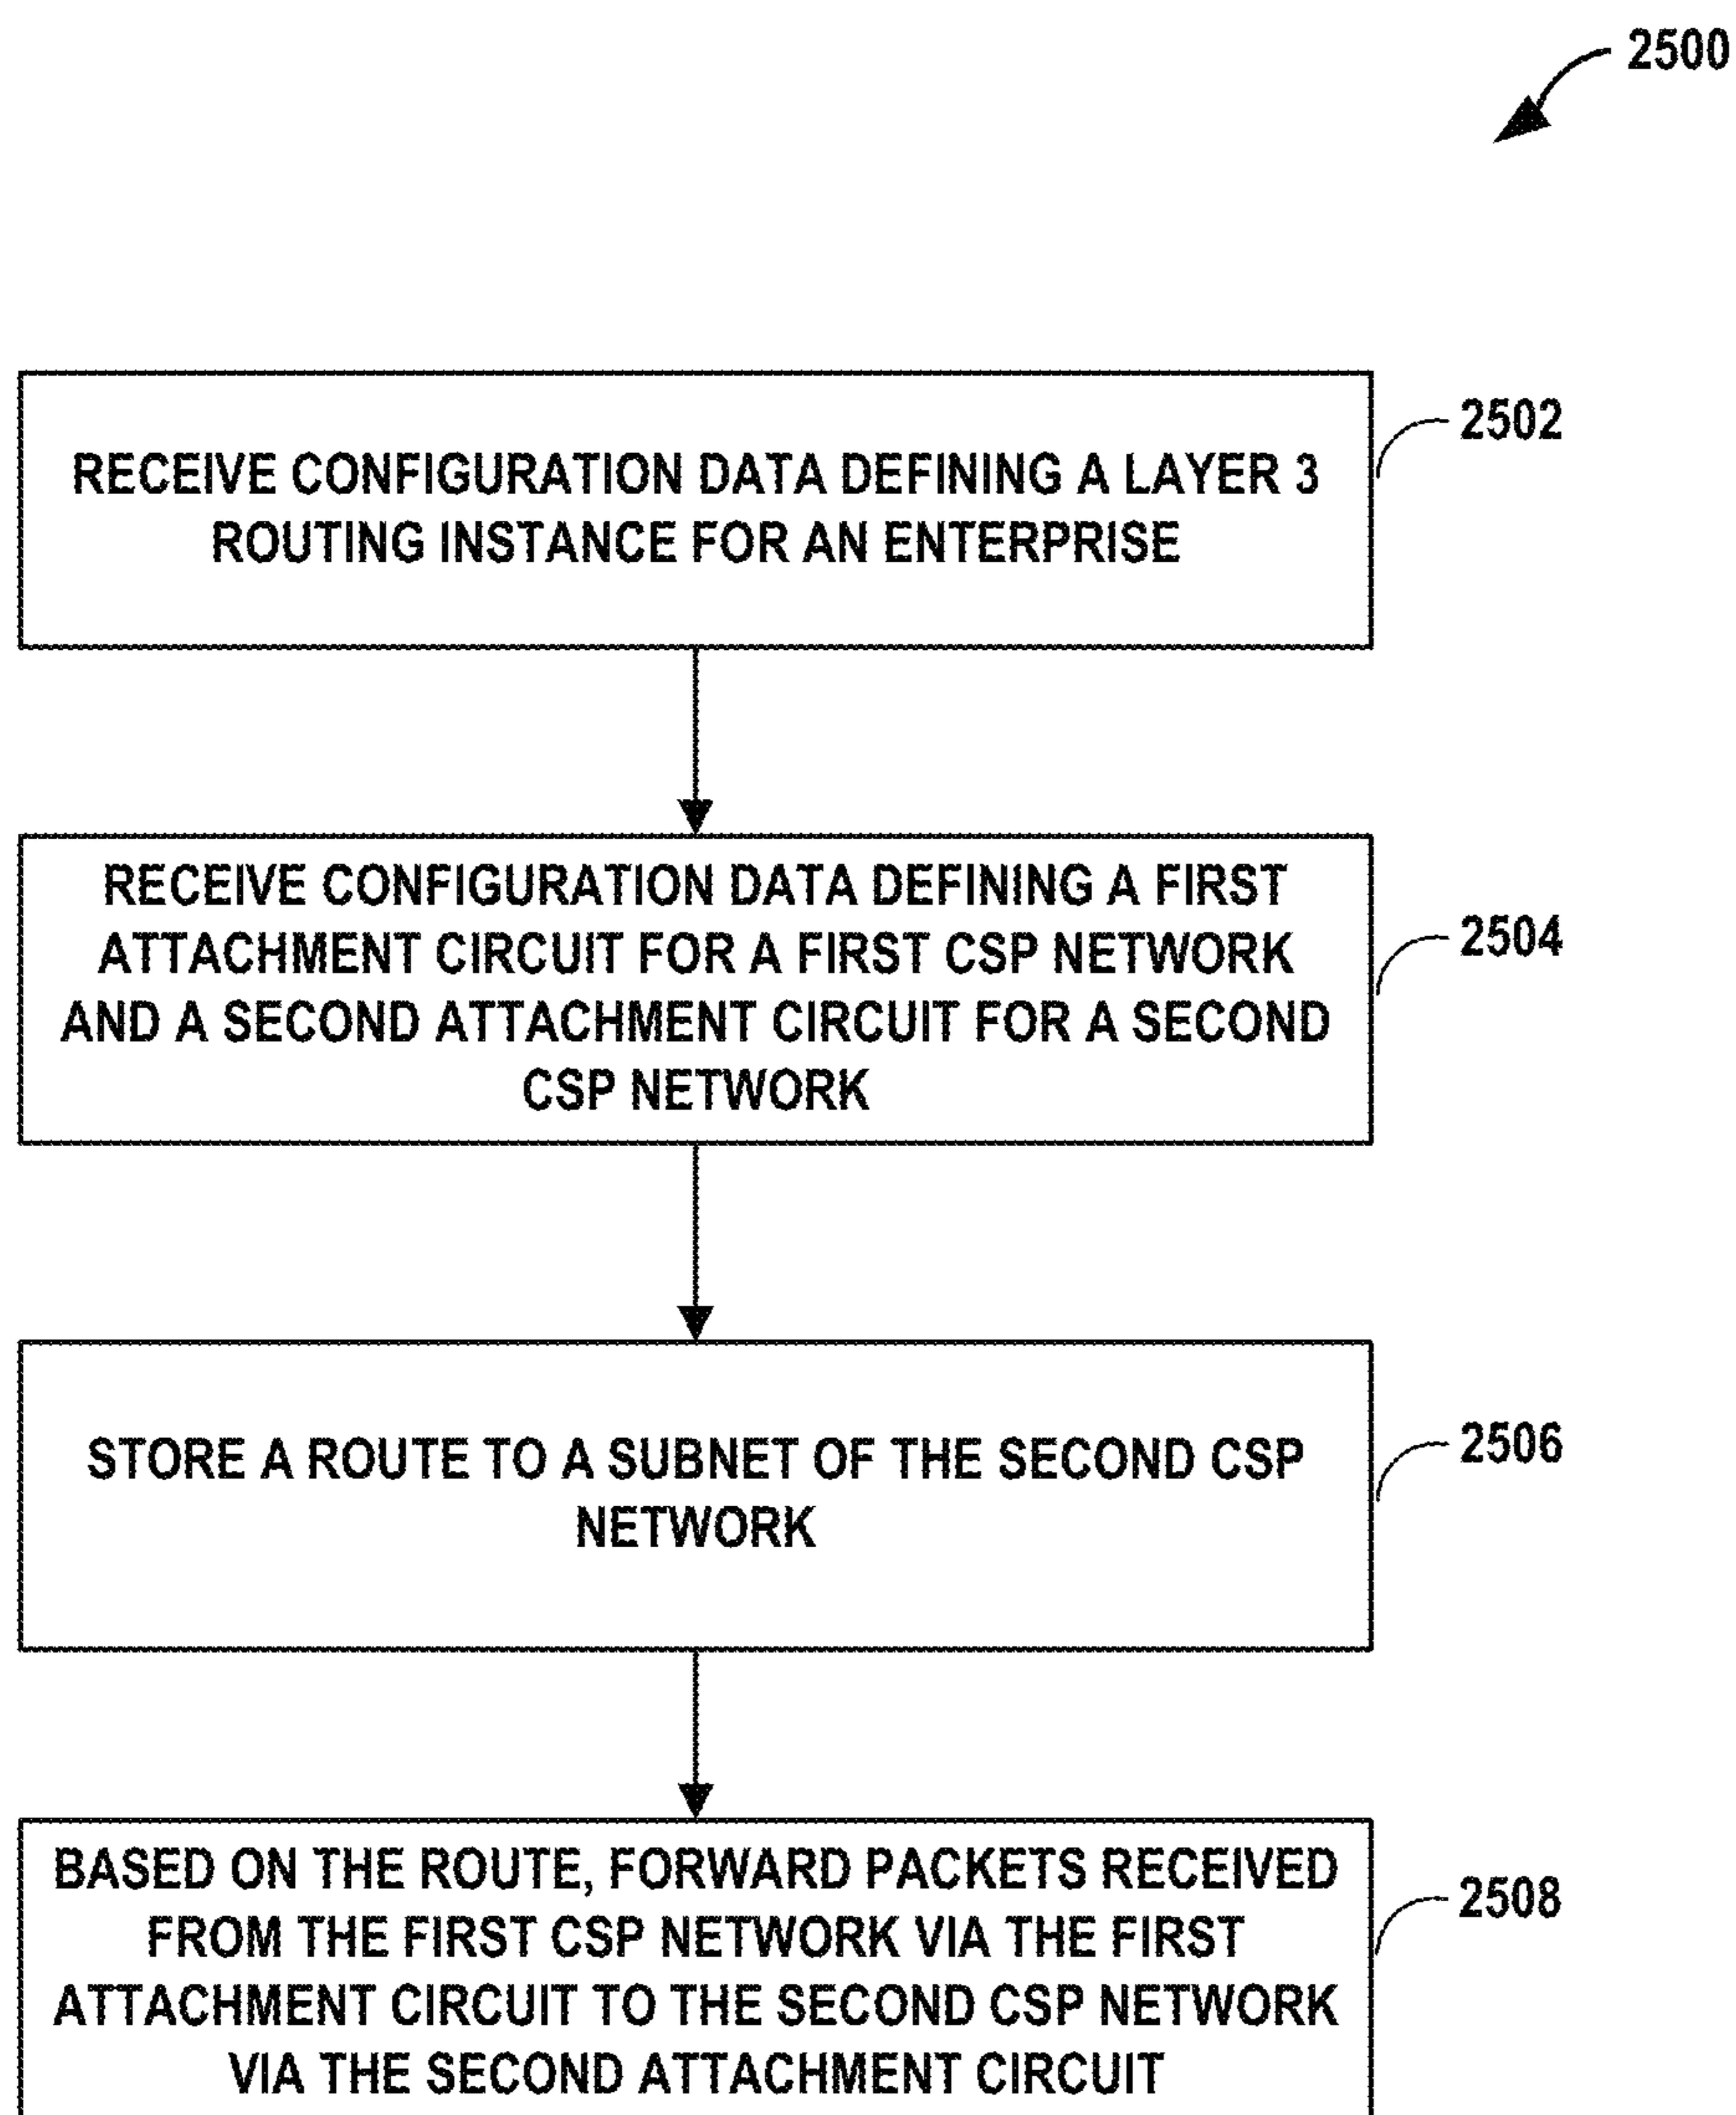 2500
RECEIVE CONFIGURATION DATA DEFINING A LAYER 3
ROUTING INSTANCE FOR AN ENTERPRISE
2502
RECEIVE CONFIGURATION DATA DEFINING A FIRST
ATTACHMENT CIRCUIT FOR A FIRST CSP NETWORK
AND A SECOND ATTACHMENT CIRCUIT FOR A SECOND
CSP NETWORK
2504
STORE A ROUTE TO A SUBNET OF THE SECOND CSP
NETWORK
2506
BASED ON THE ROUTE, FORWARD PACKETS RECEIVED
FROM THE FIRST CSP NETWORK VIA THE FIRST
ATTACHMENT CIRCUIT TO THE SECOND CSP NETWORK
VIA THE SECOND ATTACHMENT CIRCUIT
2508